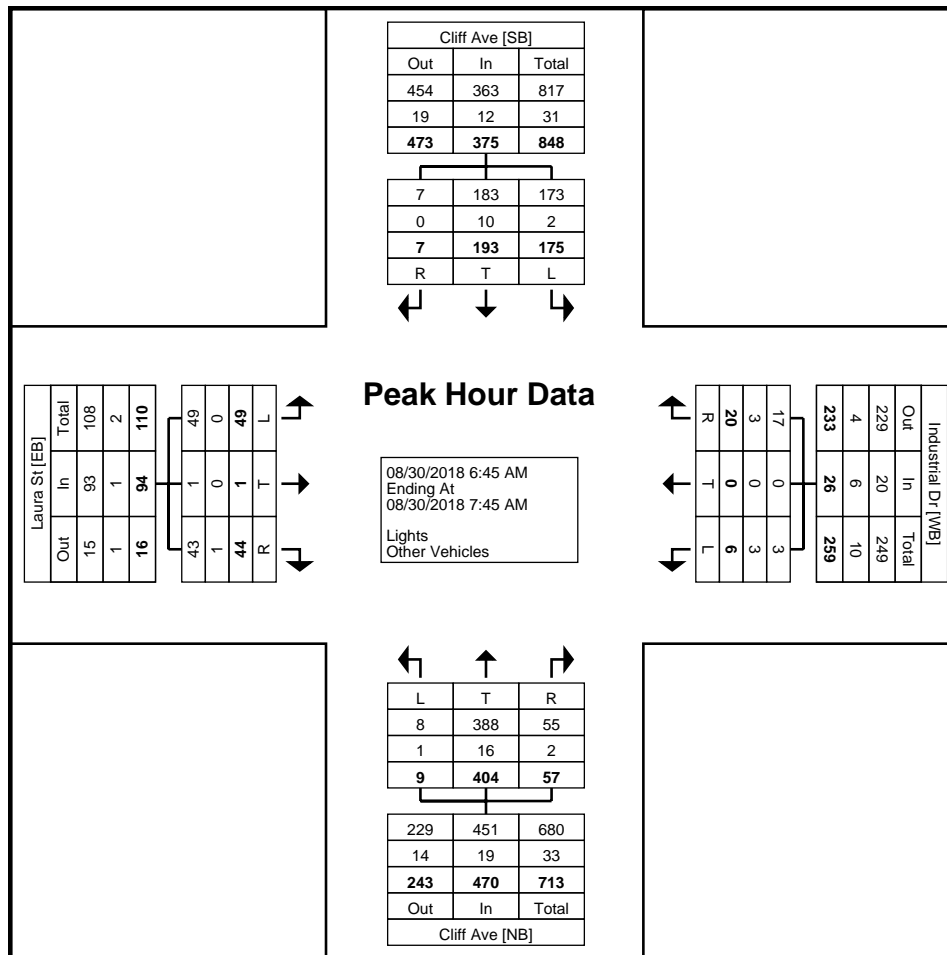 Cliff Ave [SB]
Out In Total
454 363 817
19 12 31
473 375 848
7 183 173
0 10 2
7 193 175
R T L
Peak Hour Data
08/30/2018 6:45 AM
Ending At
08/30/2018 7:45 AM
Lights
Other Vehicles
Laura St [EB]
Total In Out
108 93 15
2 1 1
110 94 16
49 1 43
0 0 1
49 1 44
L T R
Industrial Dr [WB]
Out In Total
229 20 249
4 6 10
233 26 259
17 0 3
3 0 3
20 0 6
R T L
L T R
8 388 55
1 16 2
9 404 57
229 451 680
14 19 33
243 470 713
Out In Total
Cliff Ave [NB]